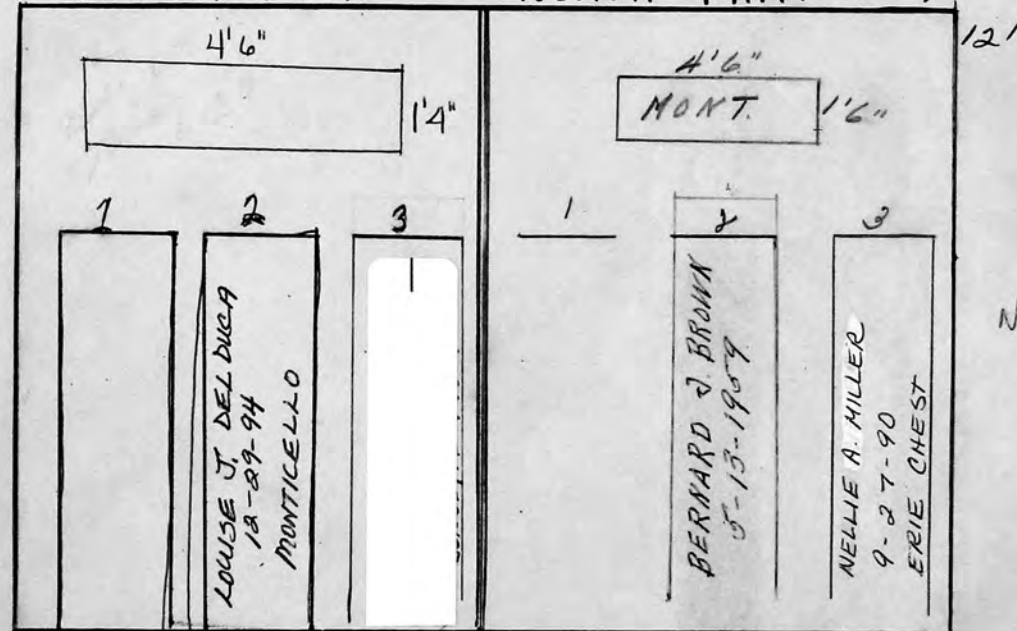 4'6"
1'4"
1
2
3
LOUISE J. DEL DUCA
12-29-94
MONTICELLO
12'
4'6"
MONT.
1'6"
1
2
3
BERNARD J. BROWN
5-13-1959
NELLIE A. MILLER
9-27-90
ERIE CHEST
N